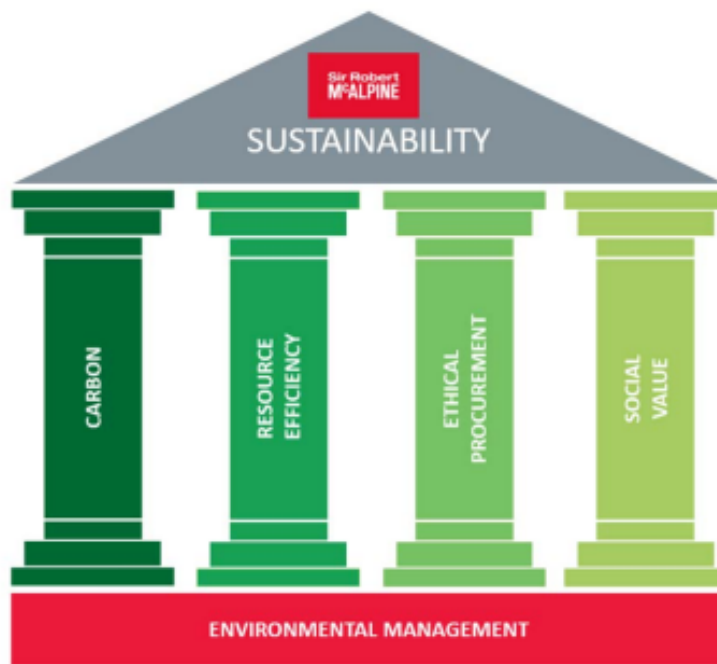 Sir Robert
McALPINE
SUSTAINABILITY
CARBON
RESOURCE
EFFICIENCY
ETHICAL
PROCUREMENT
SOCIAL
VALUE
ENVIRONMENTAL MANAGEMENT